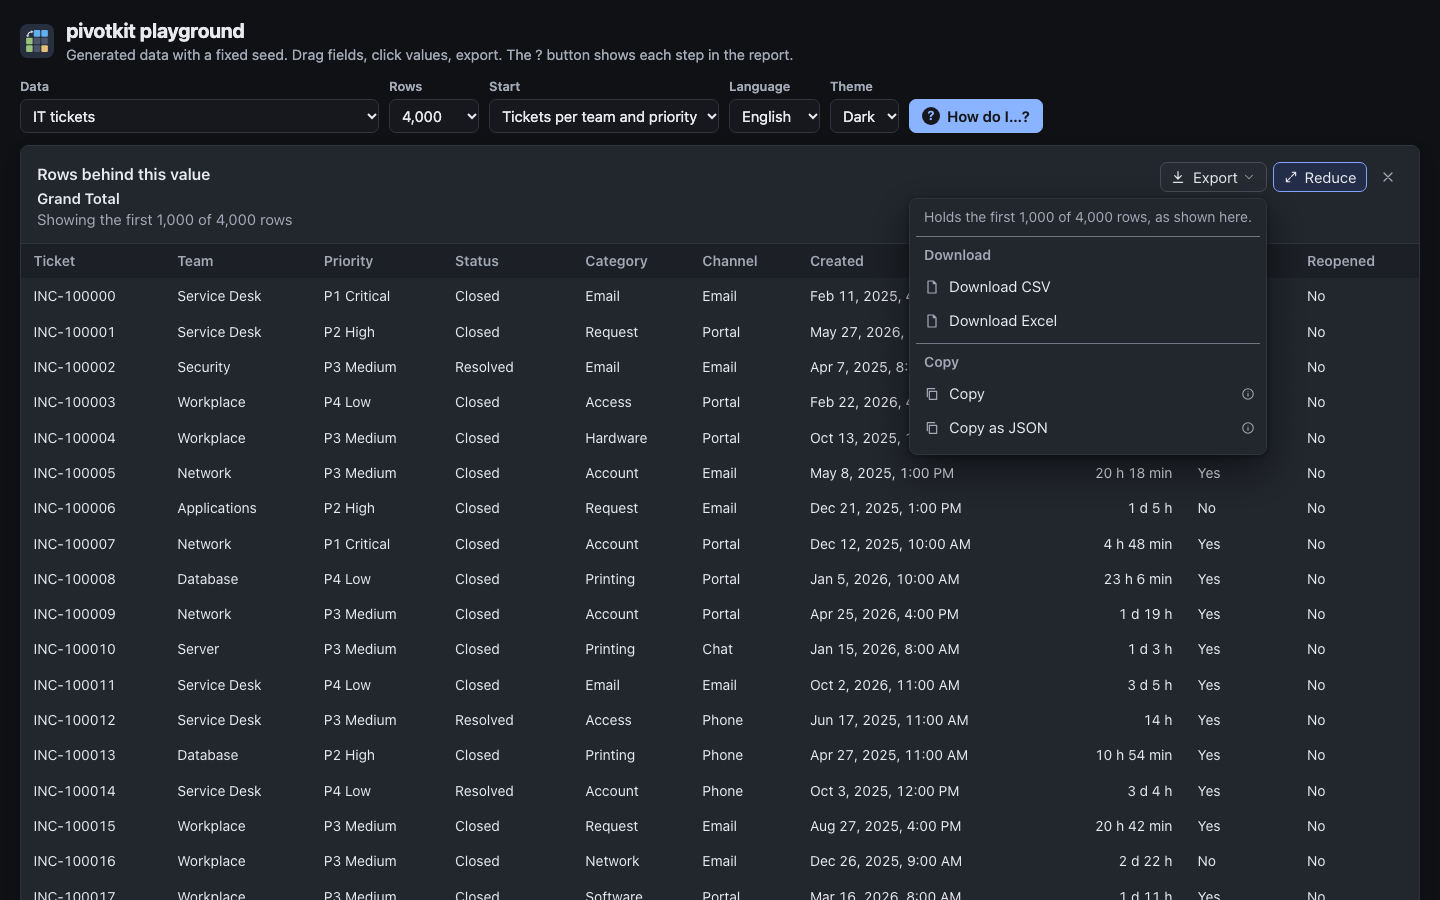 pivotkit playground
Generated data with a fixed seed. Drag fields, click values, export. The ? button shows each step in the report.
Data Rows Start Language Theme
IT tickets 4,000 Tickets per team and priority English Dark ? How do I...?
Rows behind this value
Grand Total
Showing the first 1,000 of 4,000 rows
Export Reduce
Holds the first 1,000 of 4,000 rows, as shown here.
Download
Download CSV
Download Excel
Copy
Copy
Copy as JSON
Ticket Team Priority Status Category Channel Created Reopened
INC-100000 Service Desk P1 Critical Closed Email Email Feb 11, 2025, No
INC-100001 Service Desk P2 High Closed Request Portal May 27, 2026, No
INC-100002 Security P3 Medium Resolved Email Email Apr 7, 2025, 8: No
INC-100003 Workplace P4 Low Closed Access Portal Feb 22, 2026, No
INC-100004 Workplace P3 Medium Closed Hardware Portal Oct 13, 2025, No
INC-100005 Network P3 Medium Closed Account Email May 8, 2025, 1:00 PM 20 h 18 min Yes No
INC-100006 Applications P2 High Closed Request Email Dec 21, 2025, 1:00 PM 1 d 5 h No No
INC-100007 Network P1 Critical Closed Account Portal Dec 12, 2025, 10:00 AM 4 h 48 min Yes No
INC-100008 Database P4 Low Closed Printing Portal Jan 5, 2026, 10:00 AM 23 h 6 min Yes No
INC-100009 Network P3 Medium Closed Account Portal Apr 25, 2026, 4:00 PM 1 d 19 h Yes No
INC-100010 Server P3 Medium Closed Printing Chat Jan 15, 2026, 8:00 AM 1 d 3 h Yes No
INC-100011 Service Desk P4 Low Closed Email Email Oct 2, 2026, 11:00 AM 3 d 5 h Yes No
INC-100012 Service Desk P3 Medium Resolved Access Phone Jun 17, 2025, 11:00 AM 14 h Yes No
INC-100013 Database P2 High Closed Printing Phone Apr 27, 2025, 11:00 AM 10 h 54 min Yes No
INC-100014 Service Desk P4 Low Resolved Account Phone Oct 3, 2025, 12:00 PM 3 d 4 h Yes No
INC-100015 Workplace P3 Medium Closed Request Email Aug 27, 2025, 4:00 PM 20 h 42 min Yes No
INC-100016 Workplace P3 Medium Closed Network Email Dec 26, 2025, 9:00 AM 2 d 22 h No No
INC-100017 Workplace P3 Medium Closed Software Portal Mar 16, 2026, 8:00 AM 1 d 11 h Yes No